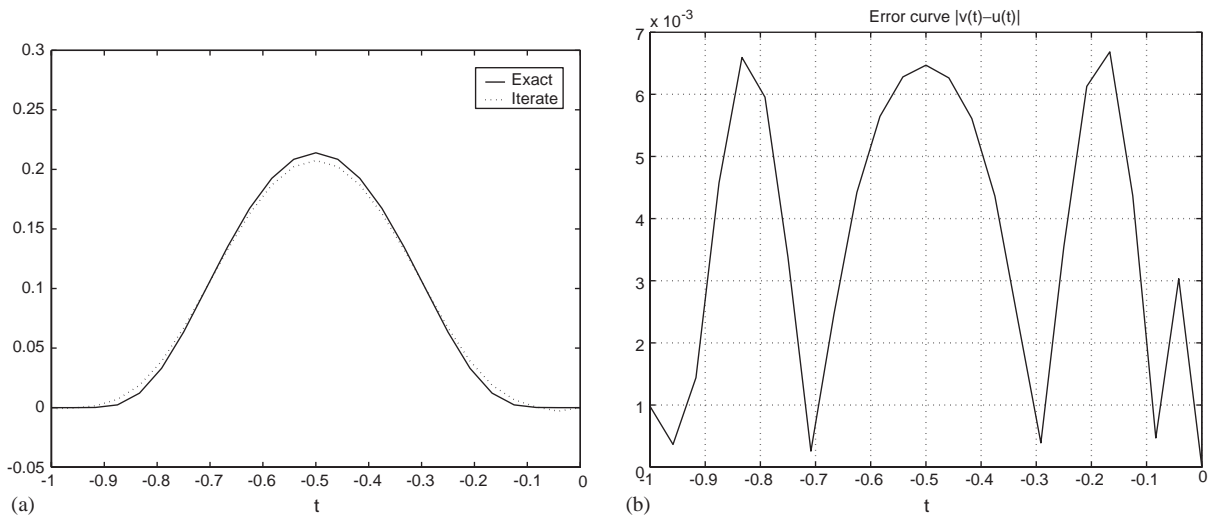 0.3
0.25
0.2
0.15
0.1
0.05
0
-0.05
-1 -0.9 -0.8 -0.7 -0.6 -0.5 -0.4 -0.3 -0.2 -0.1 0
t
Exact
Iterate
(a)
Error curve |v(t)−u(t)|
x 10⁻³
7
6
5
4
3
2
1
0
-1 -0.9 -0.8 -0.7 -0.6 -0.5 -0.4 -0.3 -0.2 -0.1 0
t
(b)